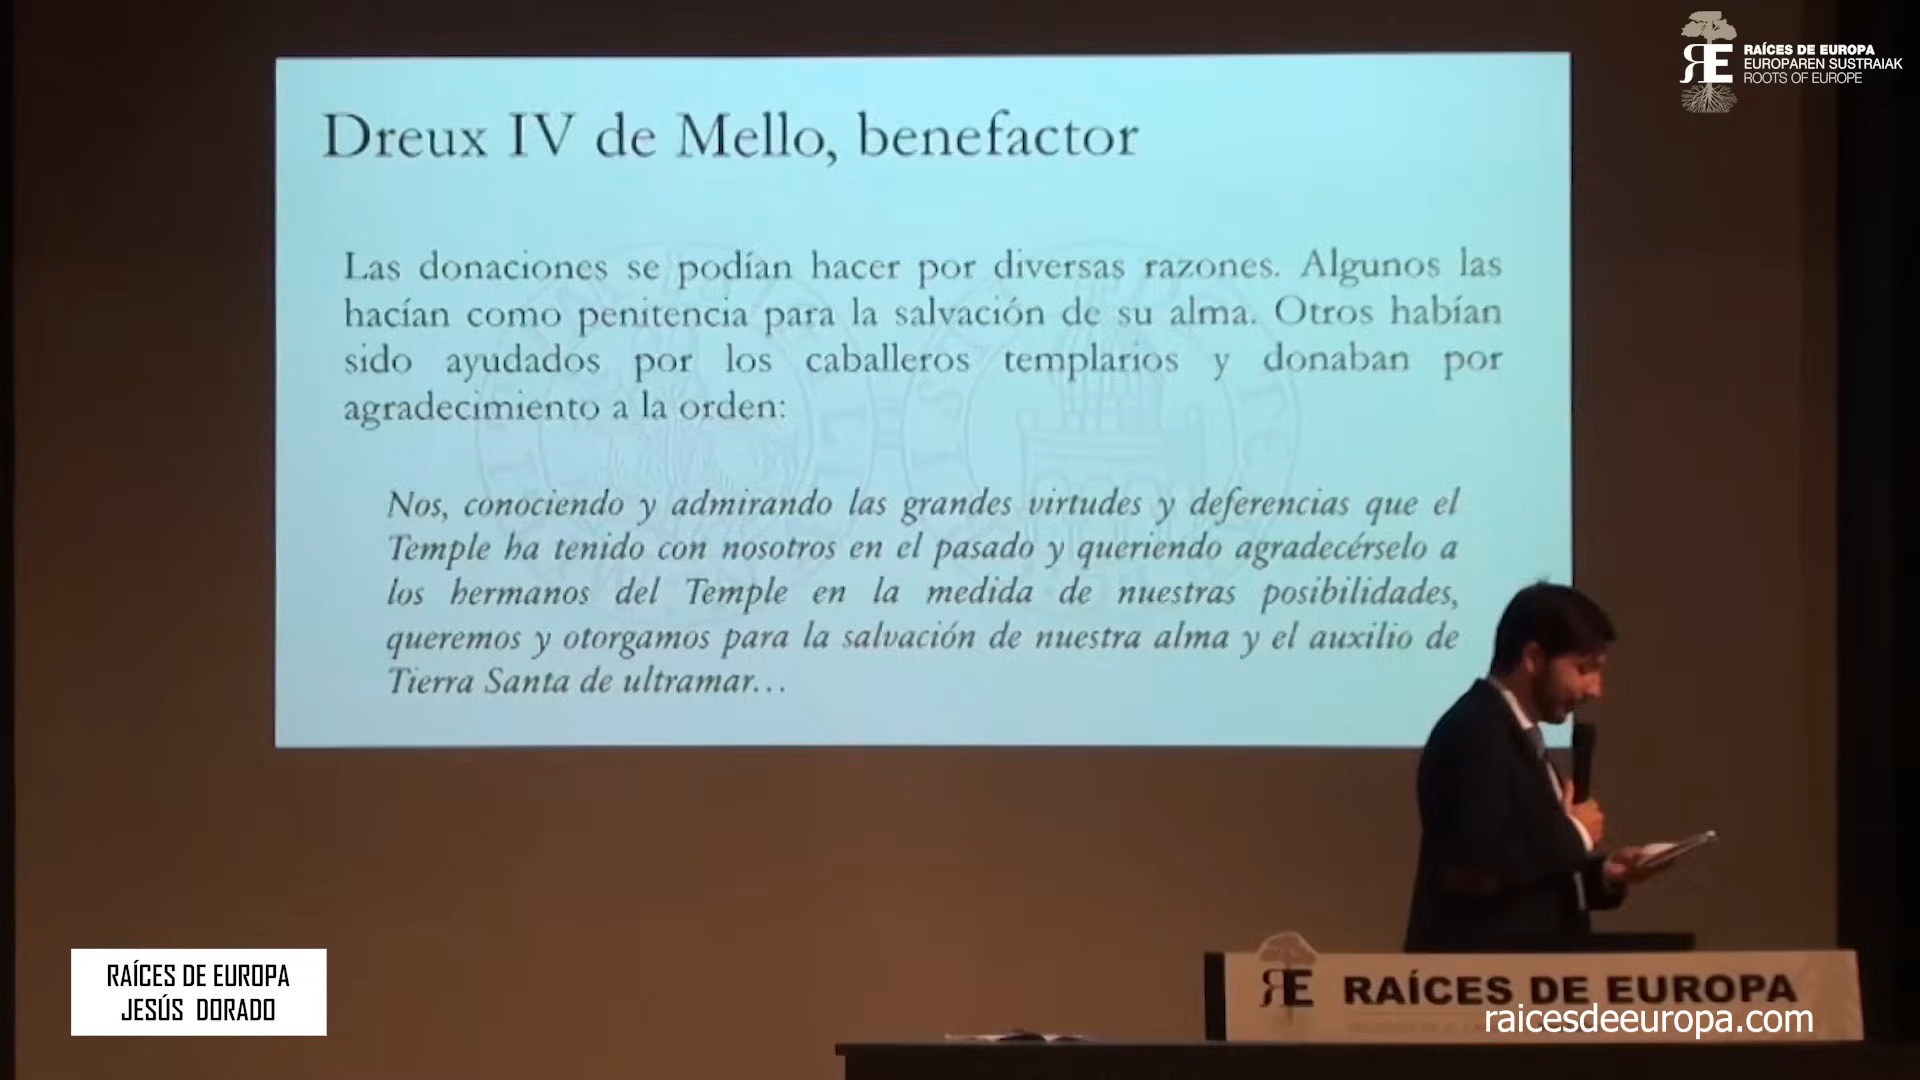 RAÍCES DE EUROPA
EUROPAREN SUSTRAIAK
ROOTS OF EUROPE
Dreux IV de Mello, benefactor
Las donaciones se podían hacer por diversas razones. Algunos las
hacían como penitencia para la salvación de su alma. Otros habían
sido ayudados por los caballeros templarios y donaban por
agradecimiento a la orden:
Nos, conociendo y admirando las grandes virtudes y deferencias que el
Temple ha tenido con nosotros en el pasado y queriendo agradecérselo a
los hermanos del Temple en la medida de nuestras posibilidades,
queremos y otorgamos para la salvación de nuestra alma y el auxilio de
Tierra Santa de ultramar...
RAÍCES DE EUROPA
JESÚS DORADO
RE RAÍCES DE EUROPA
raicesdeeuropa.com